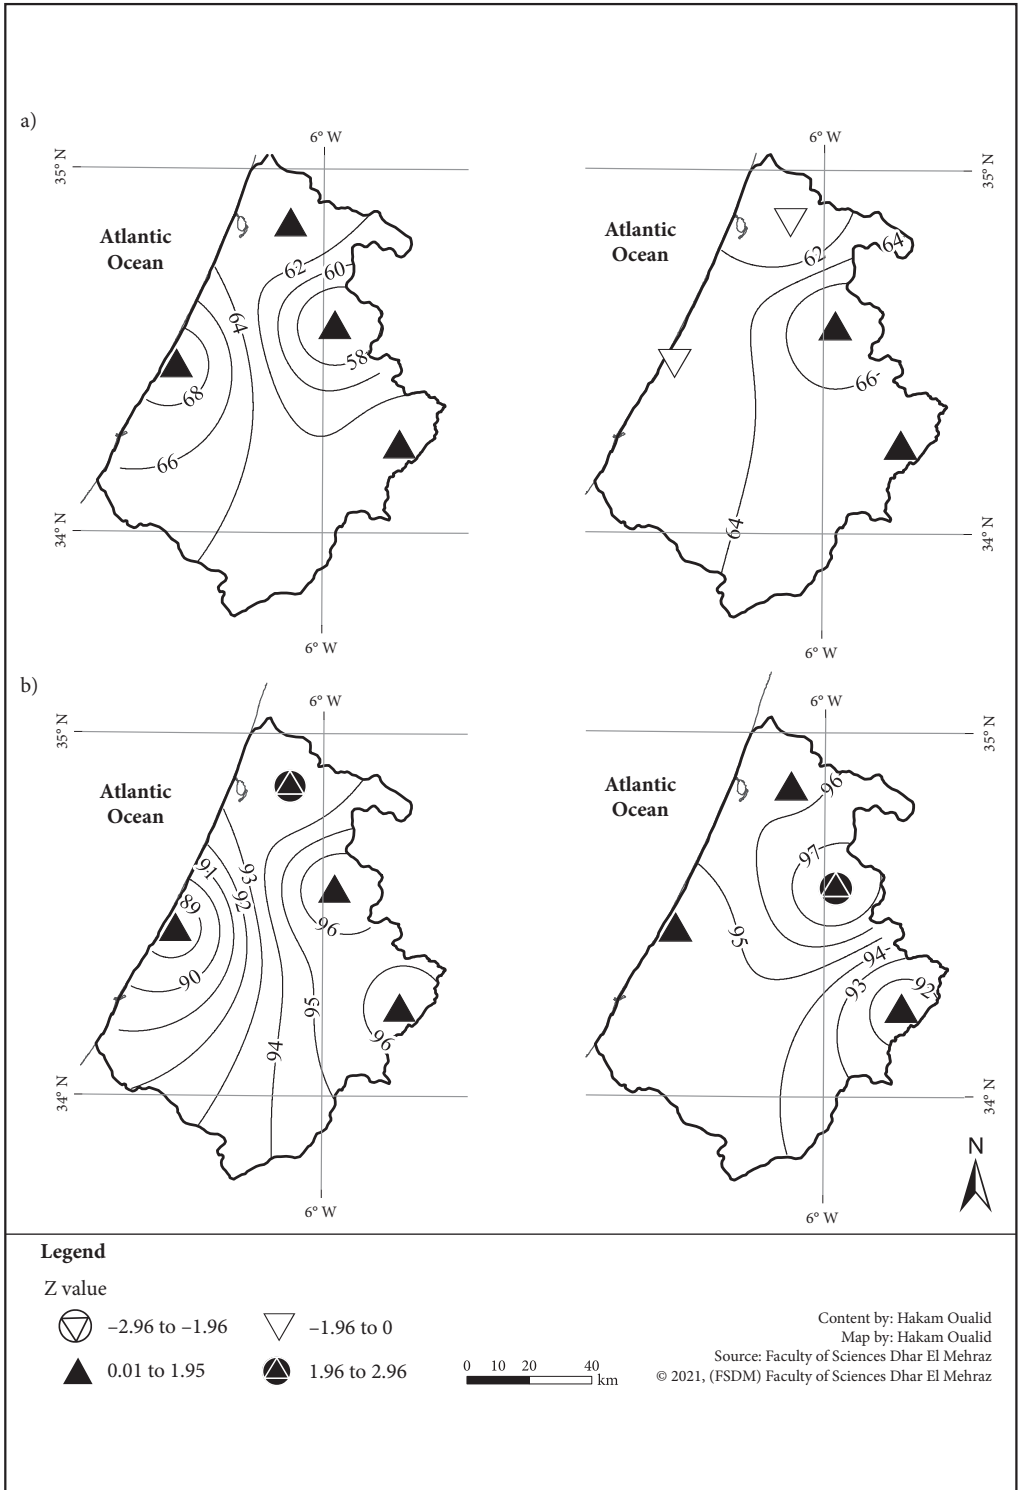 a)
6° W
6° W
35° N
35° N
Atlantic
Ocean
Atlantic
Ocean
62
60
64
58
68
66
62
64
66
64
34° N
34° N
6° W
6° W
b)
6° W
6° W
35° N
35° N
Atlantic
Ocean
Atlantic
Ocean
91
93
92
89
96
90
95
94
96
96
97
95
94
93
92
34° N
34° N
6° W
6° W
N
Legend
Z value
–2.96 to –1.96
–1.96 to 0
0.01 to 1.95
1.96 to 2.96
0 10 20 40
km
Content by: Hakam Oualid
Map by: Hakam Oualid
Source: Faculty of Sciences Dhar El Mehraz
© 2021, (FSDM) Faculty of Sciences Dhar El Mehraz